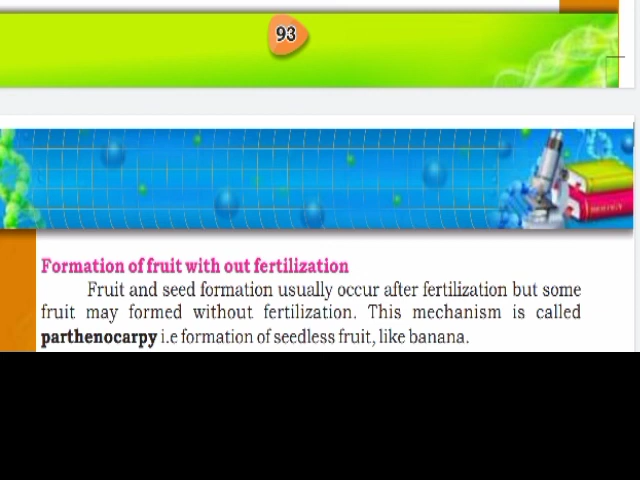 93
Formation of fruit with out fertilization
Fruit and seed formation usually occur after fertilization but some
fruit may formed without fertilization. This mechanism is called
parthenocarpy i.e formation of seedless fruit, like banana.